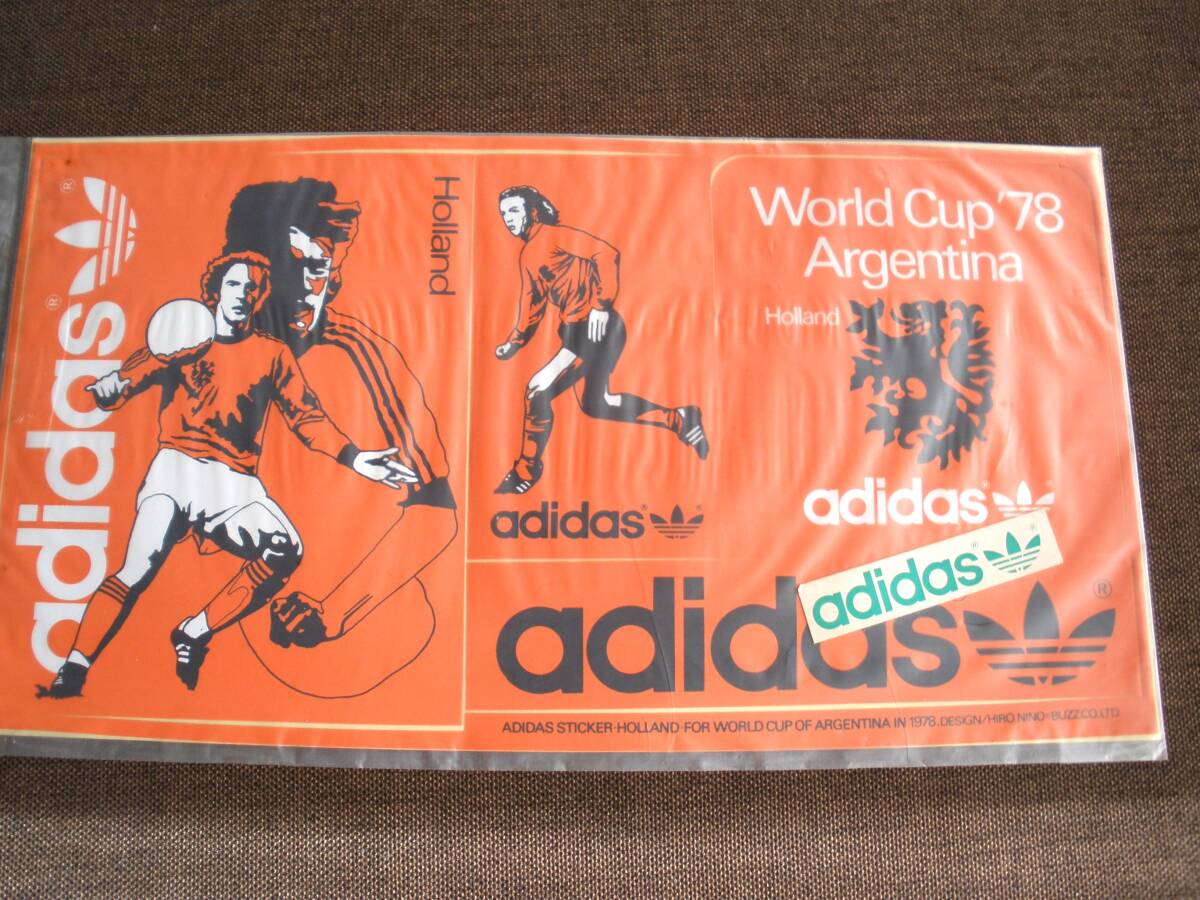 adidas ®
®
Holland
adidas
World Cup '78
Argentina
Holland
adidas®
adidas®
adidas ®
ADIDAS STICKER·HOLLAND·FOR WORLD CUP OF ARGENTINA IN 1978. DESIGN/HIRO NINO=BUZZ CO. LTD